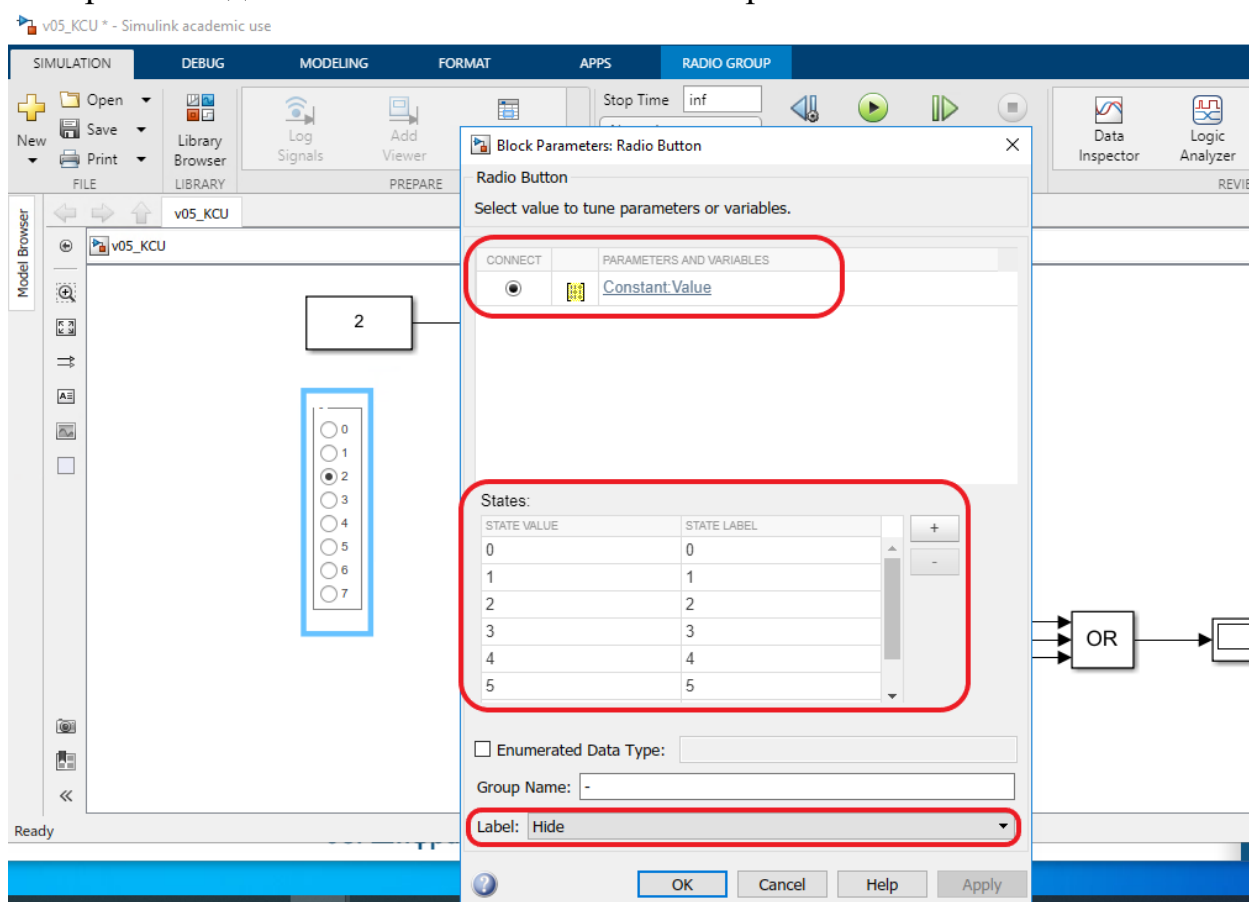 v05_KCU * - Simulink academic use
SIMULATION DEBUG MODELING FORMAT APPS RADIO GROUP
New
Open
Save
Print
FILE
Library
Browser
LIBRARY
Log
Signals
Add
Viewer
PREPARE
Stop Time inf
Data
Inspector
Logic
Analyzer
Model Browser
v05_KCU
v05_KCU
2
0
1
2
3
4
5
6
7
OR
Ready
Block Parameters: Radio Button
Radio Button
Select value to tune parameters or variables.
CONNECT PARAMETERS AND VARIABLES
Constant:Value
States:
STATE VALUE STATE LABEL
0 0
1 1
2 2
3 3
4 4
5 5
+
-
Enumerated Data Type:
Group Name: -
Label: Hide
OK Cancel Help Apply